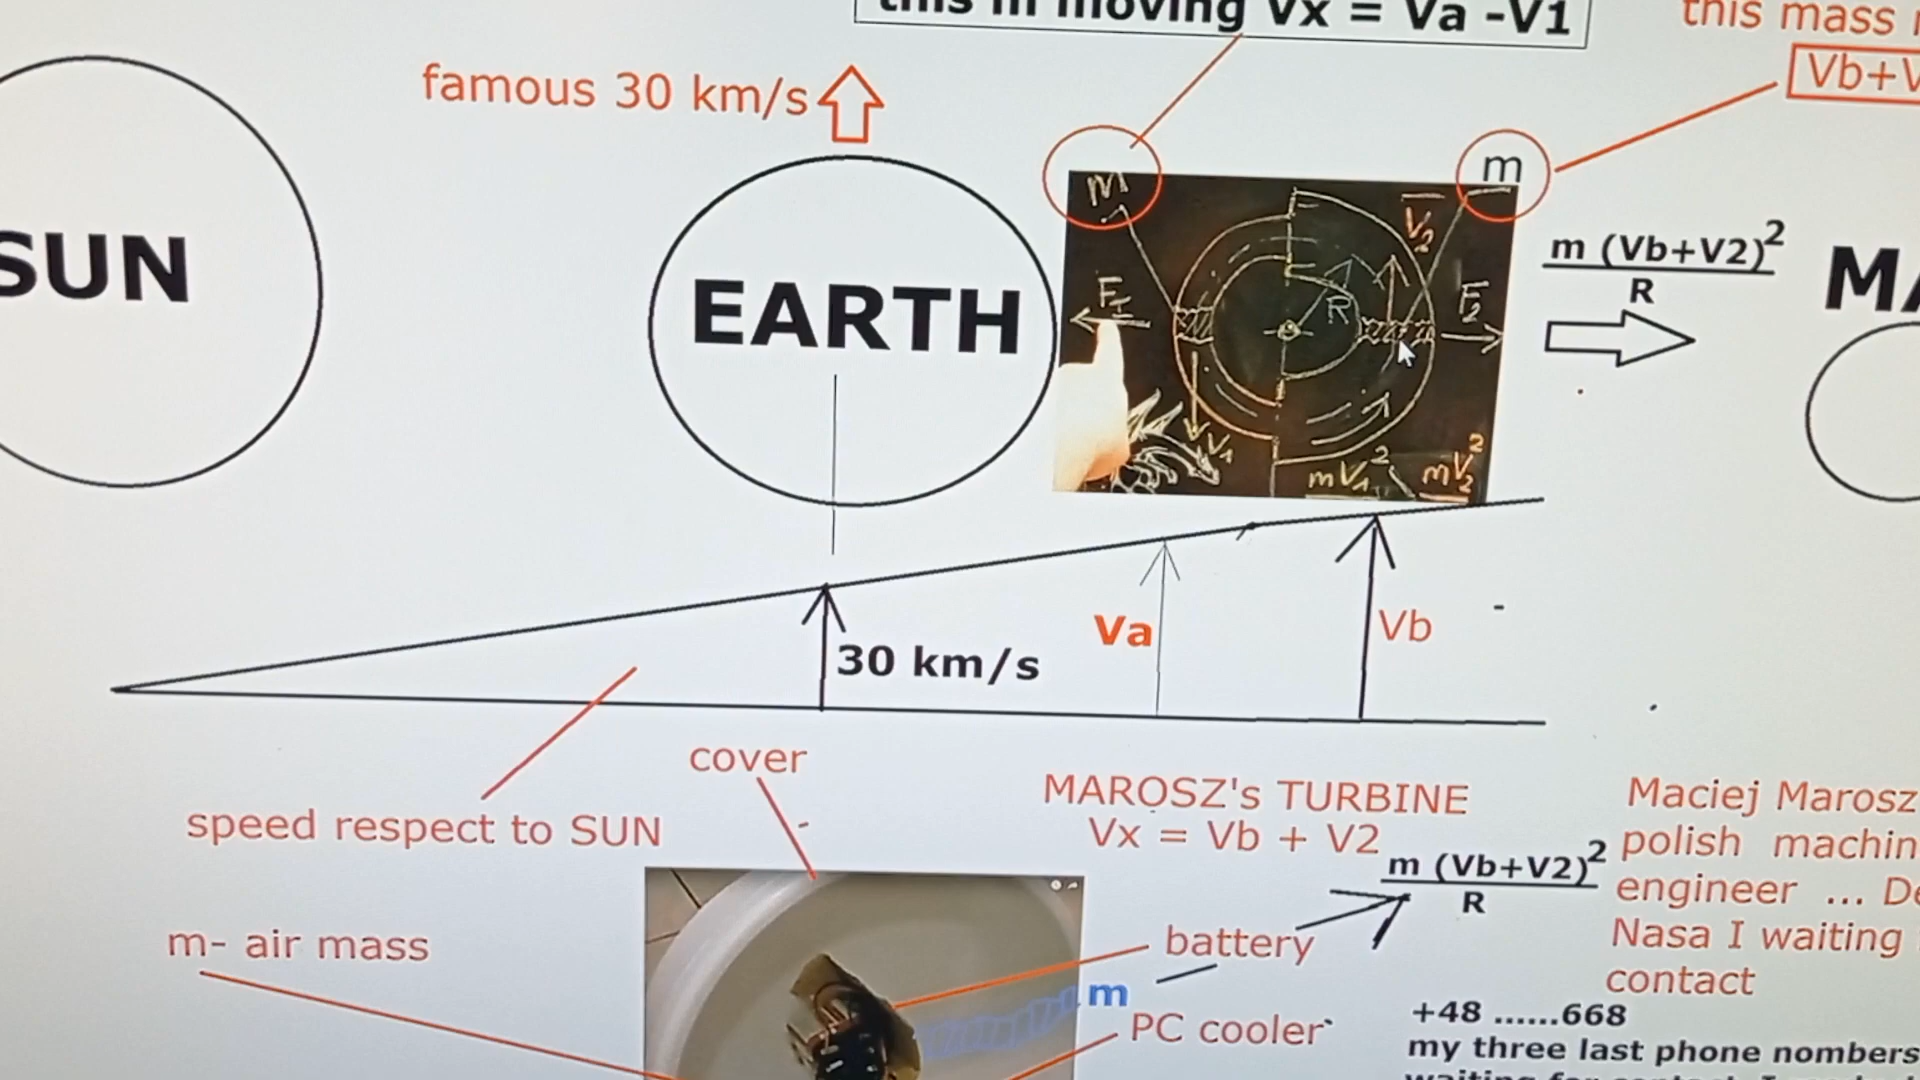 this in moving Vx = Va -V1
this mass
famous 30 km/s
Vb+V
m
m
SUN
EARTH
V2
m (Vb+V2)²
R
F1
R
F2
V1
mV1² mV2²
30 km/s
Va
Vb
cover
speed respect to SUN
MAROSZ's TURBINE
Vx = Vb + V2
m (Vb+V2)²
R
Maciej Marosz
polish machin
engineer ... De
Nasa I waiting
contact
m- air mass
battery
m
PC cooler
+48 ......668
my three last phone nombers